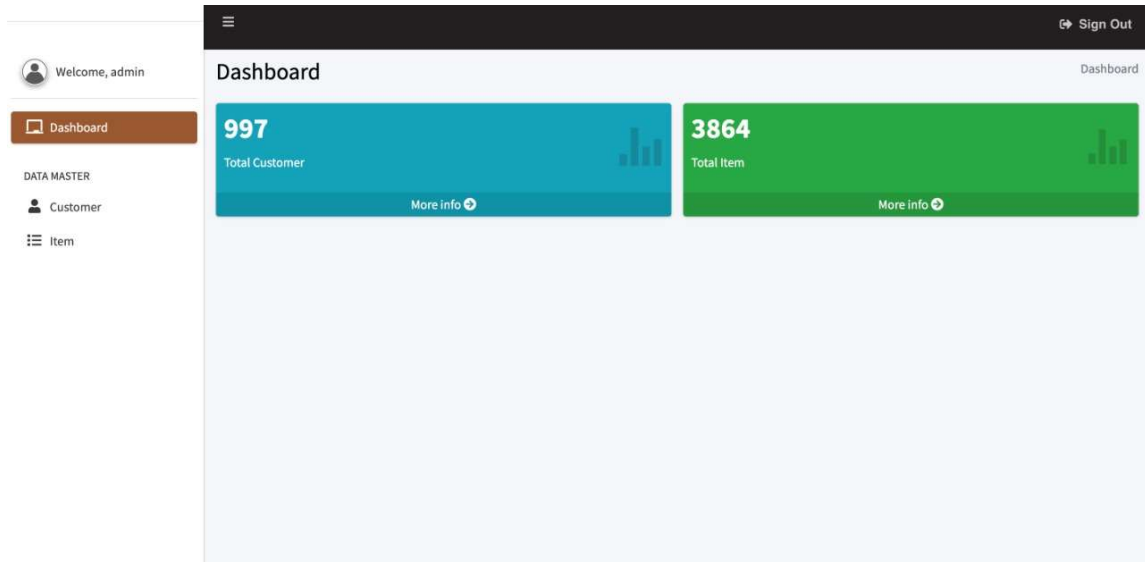 Sign Out
Welcome, admin
Dashboard
DATA MASTER
Customer
Item
Dashboard
Dashboard
997
Total Customer
More info
3864
Total Item
More info